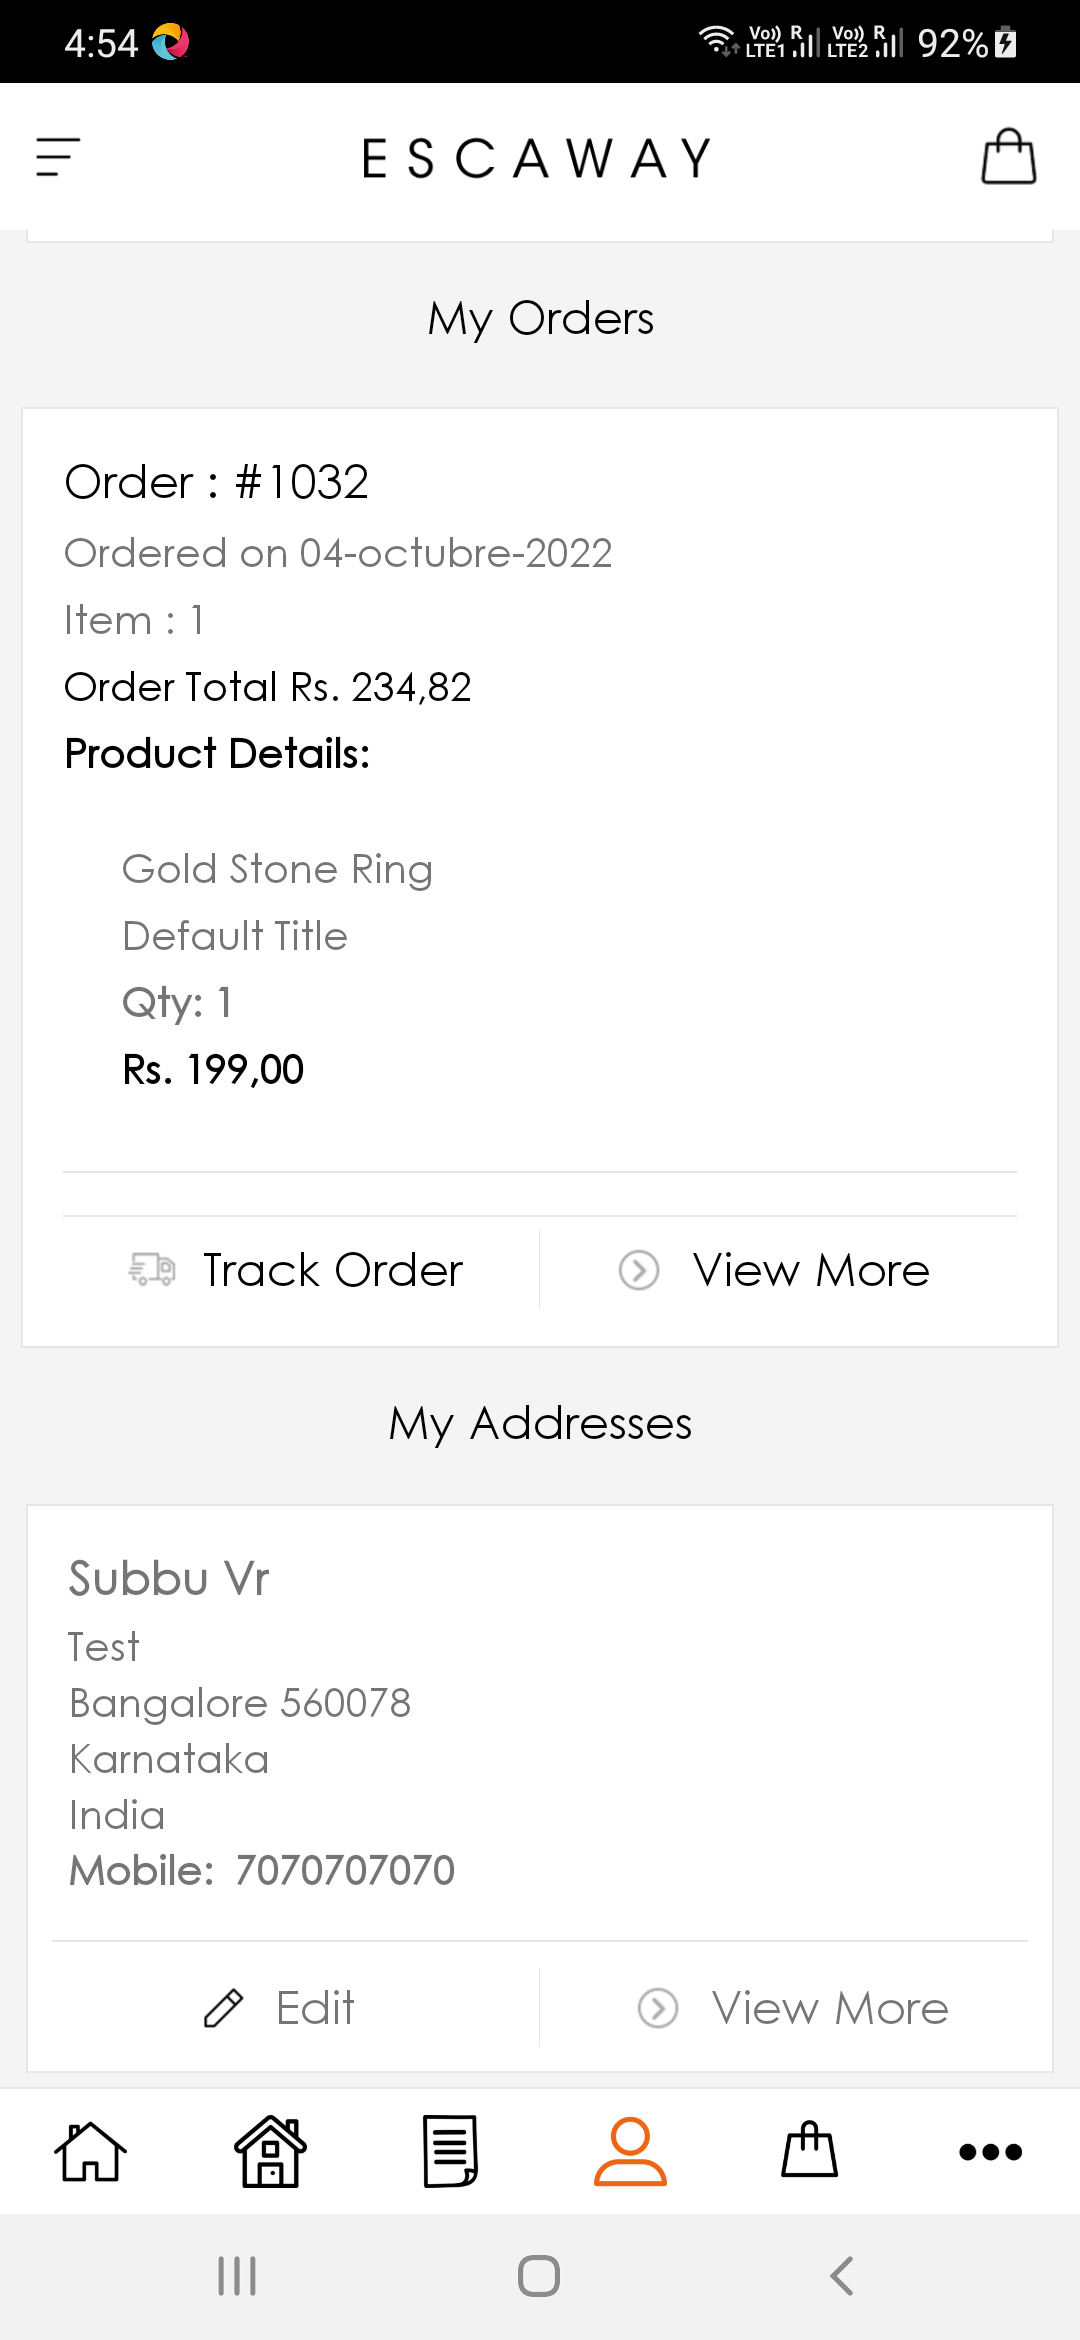 4:54
Vo)) R Vo)) R 92%
LTE1 LTE2
ESCAWAY
My Orders
Order : #1032
Ordered on 04-octubre-2022
Item : 1
Order Total Rs. 234,82
Product Details:
Gold Stone Ring
Default Title
Qty: 1
Rs. 199,00
Track Order
View More
My Addresses
Subbu Vr
Test
Bangalore 560078
Karnataka
India
Mobile: 7070707070
Edit
View More